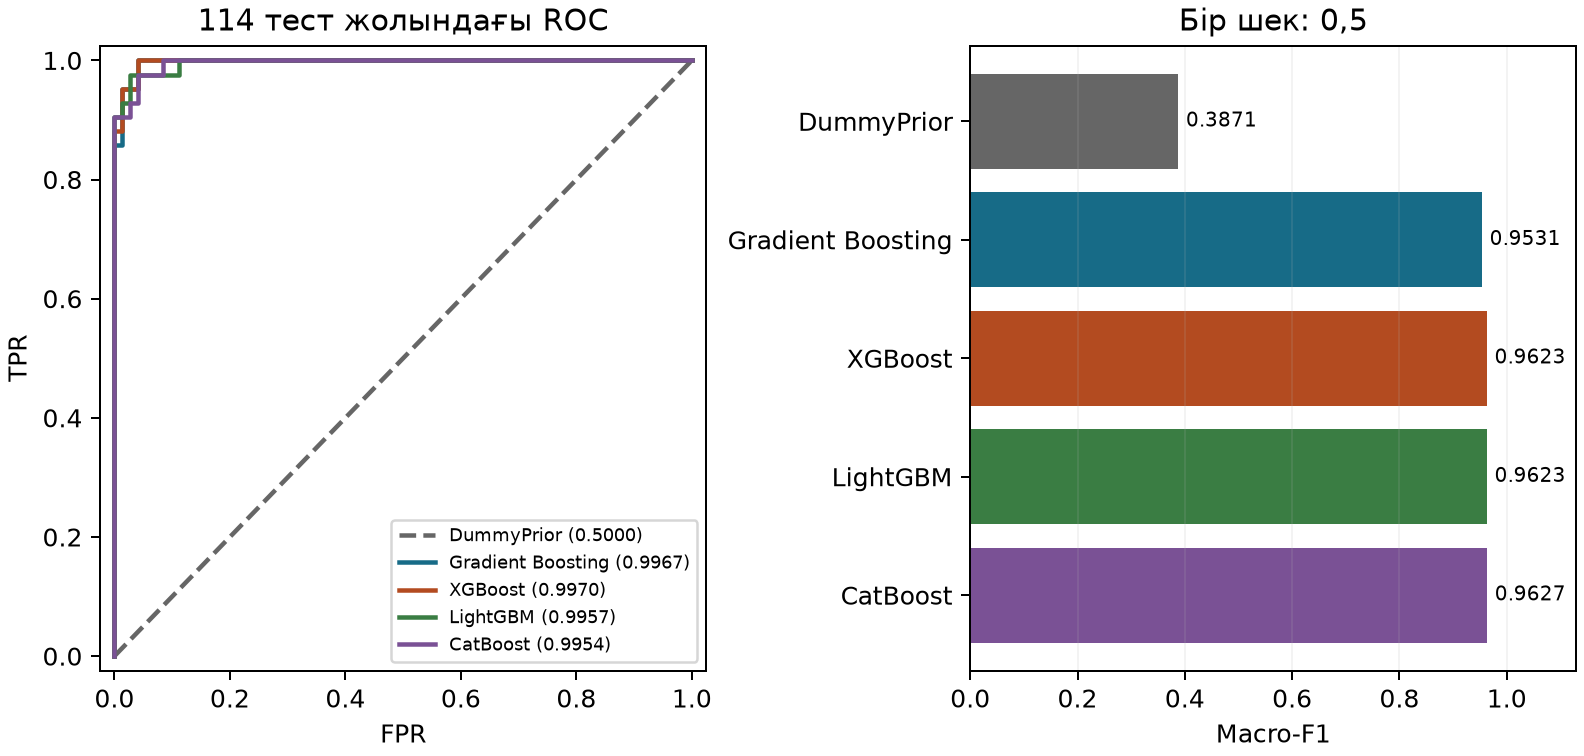 114 тест жолындағы ROC
1.0
0.8
0.6
0.4
0.2
0.0
TPR
0.0 0.2 0.4 0.6 0.8 1.0
FPR
DummyPrior (0.5000)
Gradient Boosting (0.9967)
XGBoost (0.9970)
LightGBM (0.9957)
CatBoost (0.9954)
Бір шек: 0,5
DummyPrior 0.3871
Gradient Boosting 0.9531
XGBoost 0.9623
LightGBM 0.9623
CatBoost 0.9627
0.0 0.2 0.4 0.6 0.8 1.0
Macro-F1